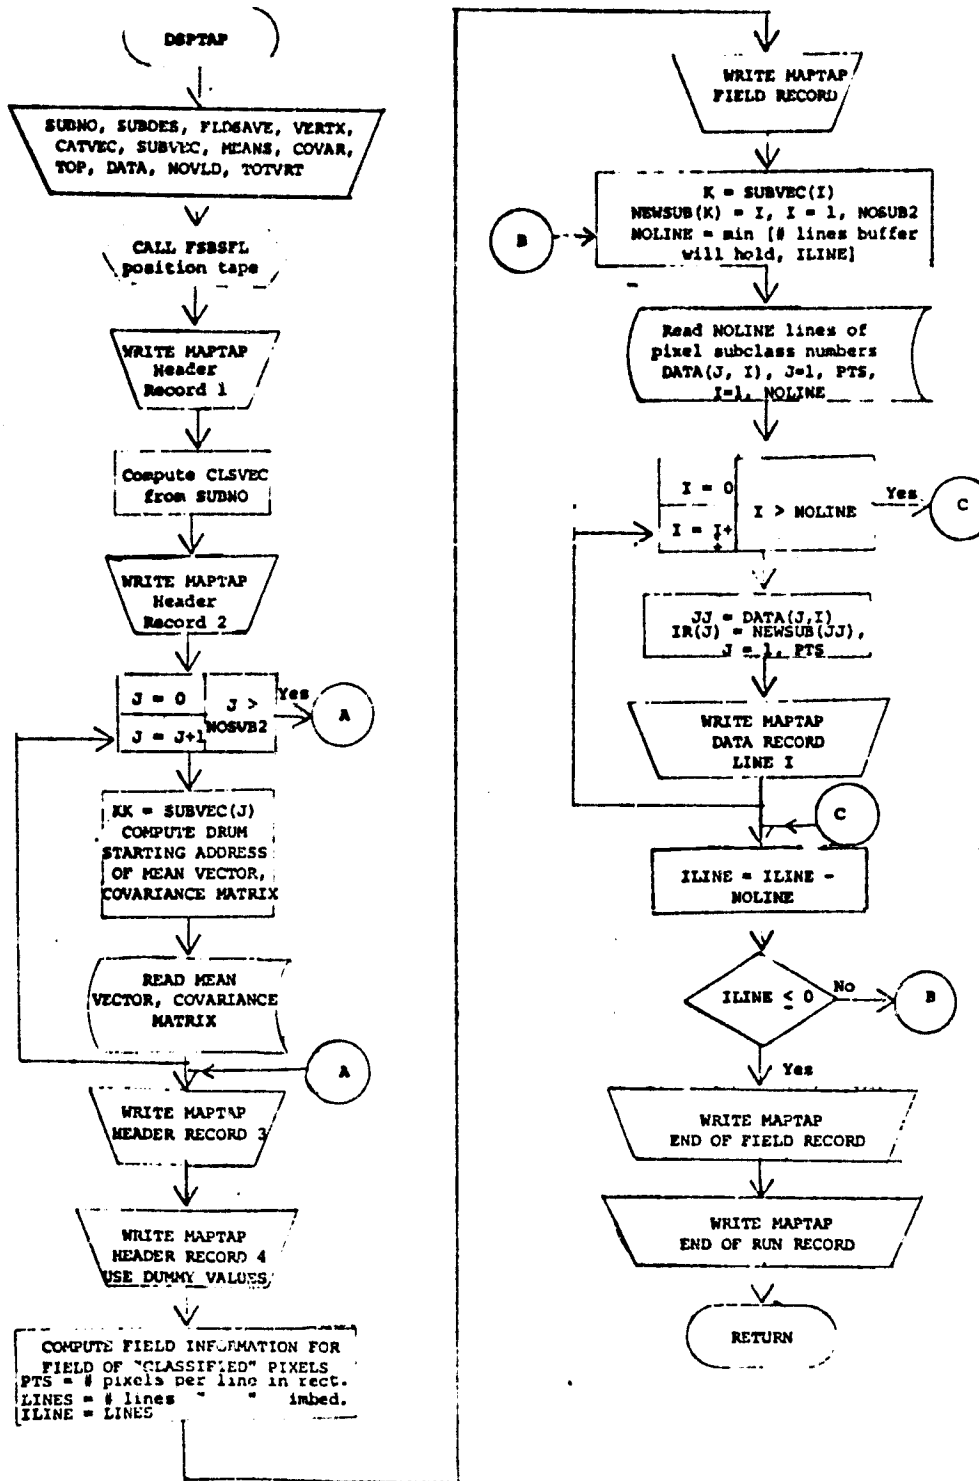 DSPTAP
SUBNO, SUBDES, FLDSAVE, VERTX,
CATVEC, SUBVEC, MEANS, COVAR,
TOP, DATA, NOVLD, TOTVRT
CALL FSBSFL
position tape
WRITE MAPTAP
Header
Record 1
Compute CLSVEC
from SUBNO
WRITE MAPTAP
Header
Record 2
J = 0
J = J+1
J >
NOSUB2
Yes
A
KK = SUBVEC(J)
COMPUTE DRUM
STARTING ADDRESS
OF MEAN VECTOR,
COVARIANCE MATRIX
READ MEAN
VECTOR, COVARIANCE
MATRIX
A
WRITE MAPTAP
HEADER RECORD 3
WRITE MAPTAP
HEADER RECORD 4
USE DUMMY VALUES
COMPUTE FIELD INFORMATION FOR
FIELD OF "CLASSIFIED" PIXELS
PTS = # pixels per line in rect.
LINES = # lines " " imbed.
ILINE = LINES
WRITE MAPTAP
FIELD RECORD
B
K = SUBVEC(I)
NEWSUB(K) = I, I = 1, NOSUB2
NOLINE = min [# lines buffer
will hold, ILINE]
Read NOLINE lines of
pixel subclass numbers
DATA(J, I), J=1, PTS,
I=1, NOLINE
I = 0
I = I+
I > NOLINE
Yes
C
JJ = DATA(J,I)
IR(J) = NEWSUB(JJ),
J = 1, PTS
WRITE MAPTAP
DATA RECORD
LINE I
C
ILINE = ILINE -
NOLINE
ILINE ≤ 0
No
B
Yes
WRITE MAPTAP
END OF FIELD RECORD
WRITE MAPTAP
END OF RUN RECORD
RETURN